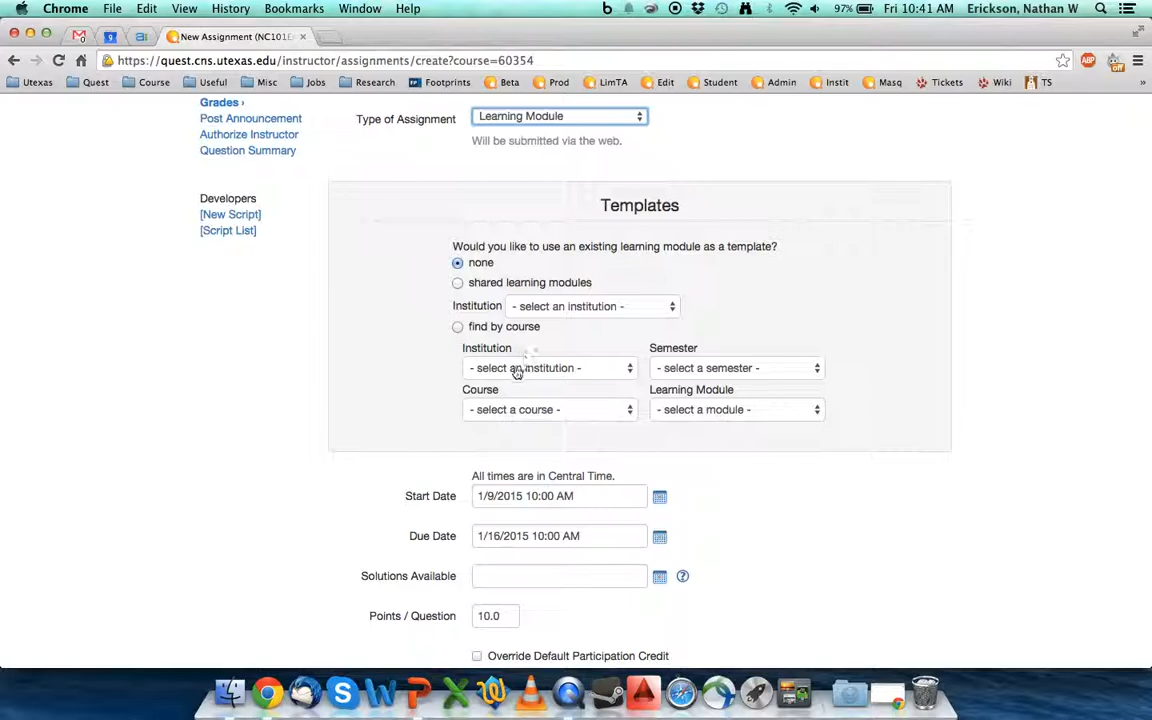 Chrome File Edit View History Bookmarks Window Help 97% Fri 10:41 AM Erickson, Nathan W
New Assignment (NC101E
https://quest.cns.utexas.edu/instructor/assignments/create?course=60354
Utexas Quest Course Useful Misc Jobs Research Footprints Beta Prod LimTA Edit Student Admin Instit Masq Tickets Wiki T5 »
Grades ›
Post Announcement
Authorize Instructor
Question Summary
Developers
[New Script]
[Script List]
Type of Assignment Learning Module
Will be submitted via the web.
Templates
Would you like to use an existing learning module as a template?
none
shared learning modules
Institution - select an institution -
find by course
Institution Semester
- select an institution - - select a semester -
Course Learning Module
- select a course - - select a module -
All times are in Central Time.
Start Date 1/9/2015 10:00 AM
Due Date 1/16/2015 10:00 AM
Solutions Available ?
Points / Question 10.0
Override Default Participation Credit